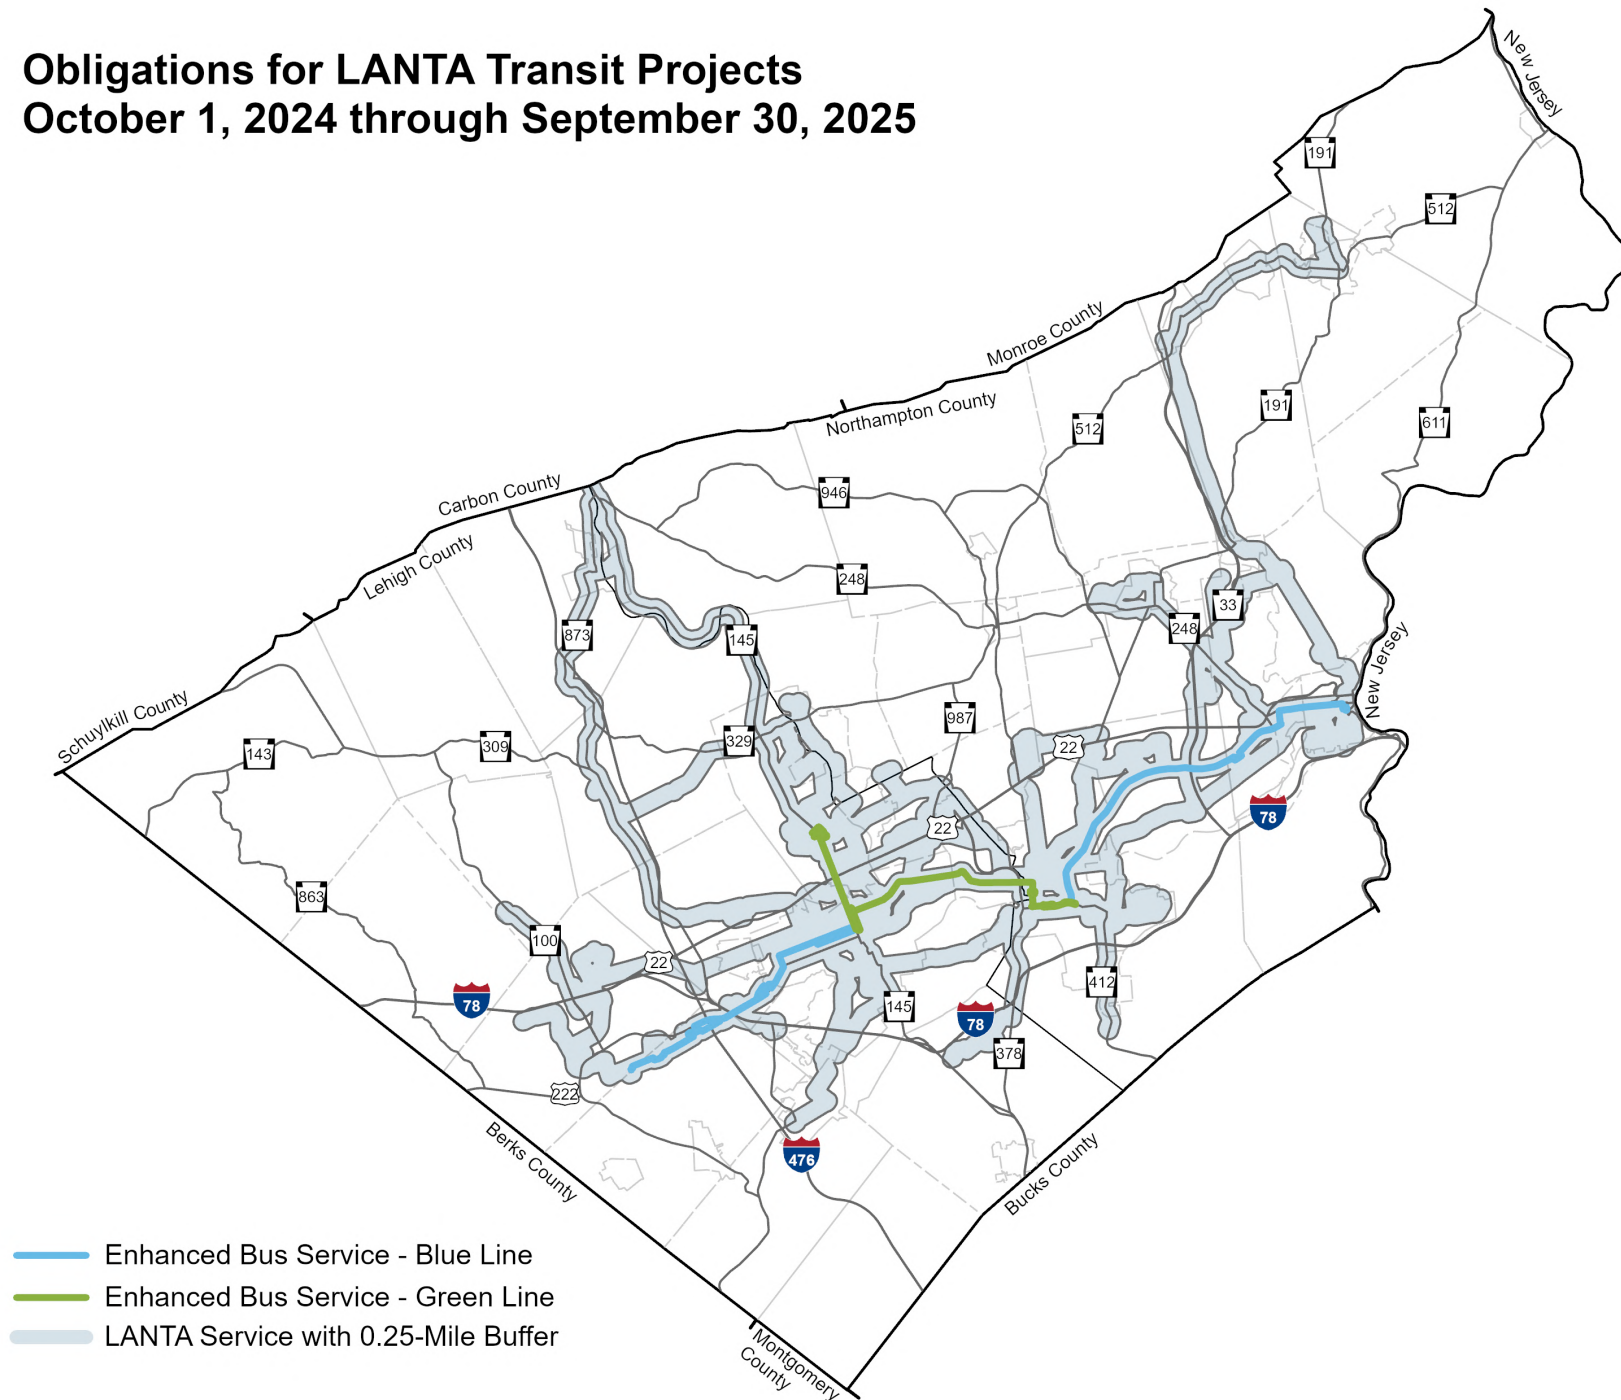 Obligations for LANTA Transit Projects
October 1, 2024 through September 30, 2025
New Jersey
191
512
Monroe County
Northampton County
191
512
611
Carbon County
946
Lehigh County
248
33
873
248
145
New Jersey
Schuylkill County
987
329
309
22
143
78
22
863
100
22
412
78
145
78
378
222
Berks County
476
Bucks County
Enhanced Bus Service - Blue Line
Enhanced Bus Service - Green Line
LANTA Service with 0.25-Mile Buffer
Montgomery
County